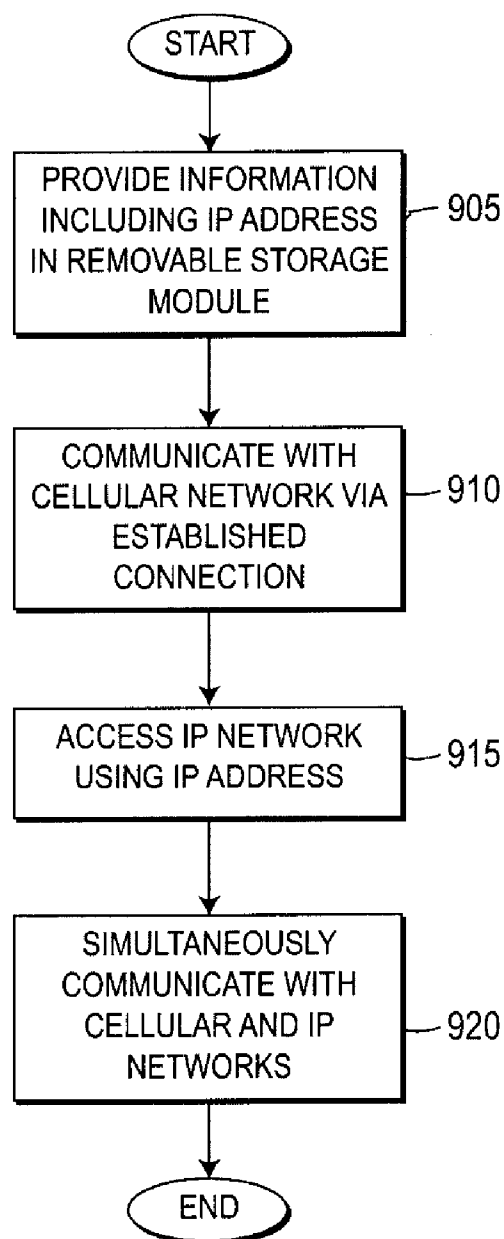 START
PROVIDE INFORMATION
INCLUDING IP ADDRESS
IN REMOVABLE STORAGE
MODULE
905
COMMUNICATE WITH
CELLULAR NETWORK VIA
ESTABLISHED
CONNECTION
910
ACCESS IP NETWORK
USING IP ADDRESS
915
SIMULTANEOUSLY
COMMUNICATE WITH
CELLULAR AND IP
NETWORKS
920
END